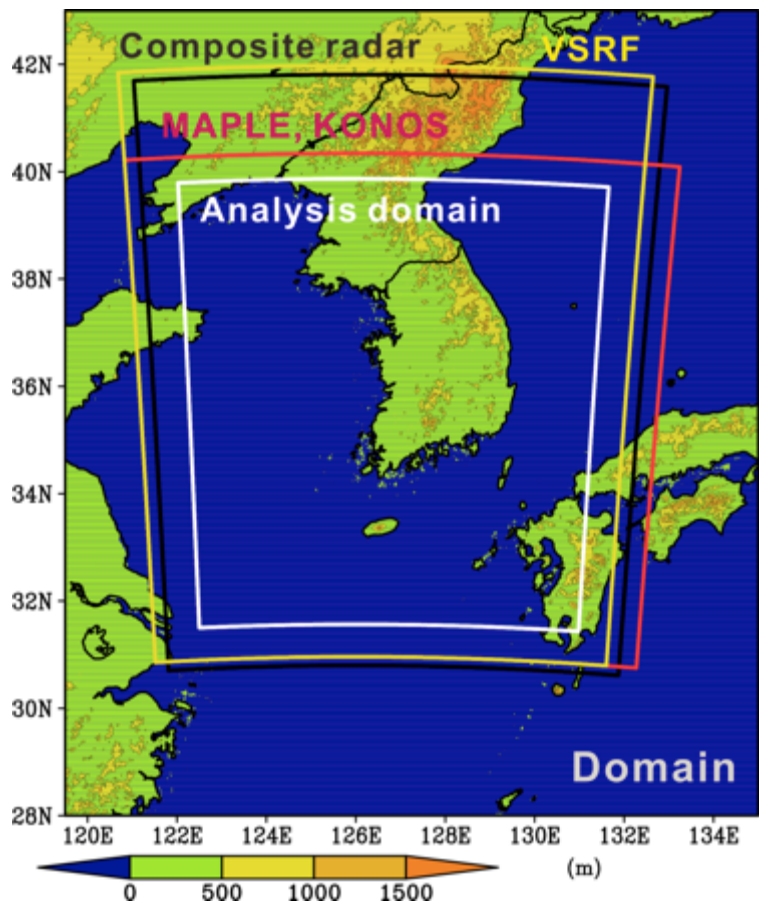 Composite radar
VSRF
MAPLE, KONOS
Analysis domain
Domain
42N
40N
38N
36N
34N
32N
30N
28N
120E 122E 124E 126E 128E 130E 132E 134E
0 500 1000 1500
(m)